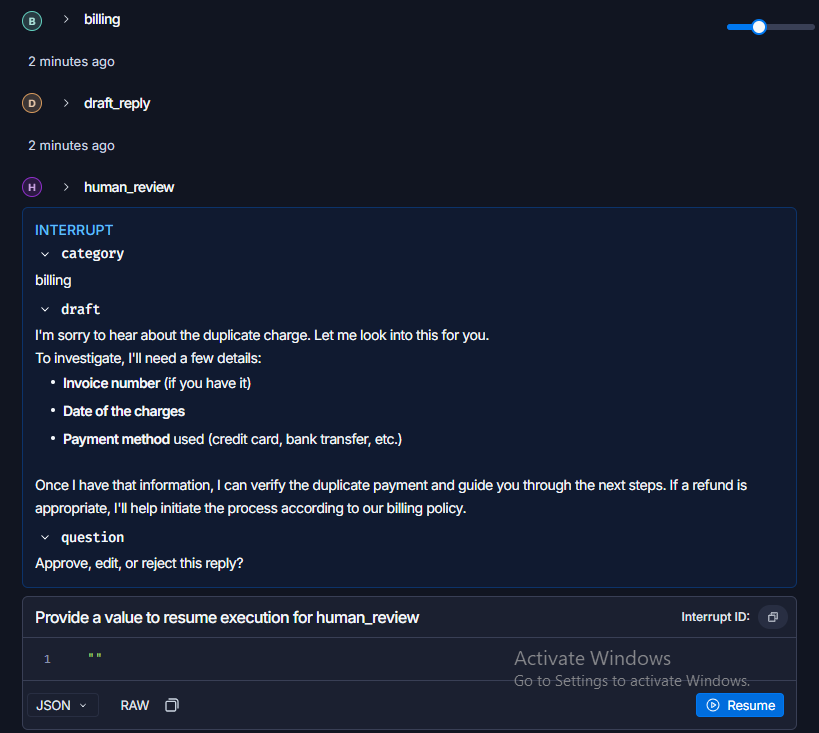 B > billing
2 minutes ago
D > draft_reply
2 minutes ago
H > human_review
INTERRUPT
category
billing
draft
I'm sorry to hear about the duplicate charge. Let me look into this for you.
To investigate, I'll need a few details:
• Invoice number (if you have it)
• Date of the charges
• Payment method used (credit card, bank transfer, etc.)
Once I have that information, I can verify the duplicate payment and guide you through the next steps. If a refund is
appropriate, I'll help initiate the process according to our billing policy.
question
Approve, edit, or reject this reply?
Provide a value to resume execution for human_review Interrupt ID:
1 ""
Activate Windows
Go to Settings to activate Windows.
JSON RAW Resume